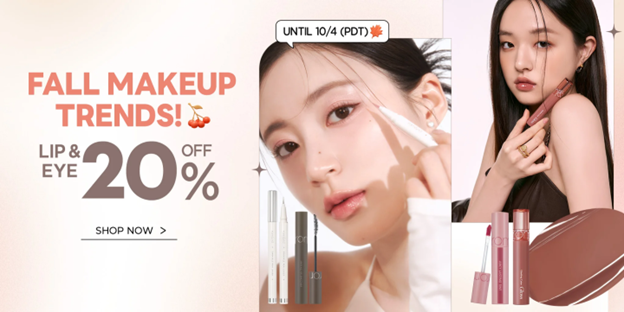 UNTIL 10/4 (PDT)
FALL MAKEUP
TRENDS!
LIP &
EYE
20%
OFF
SHOP NOW >